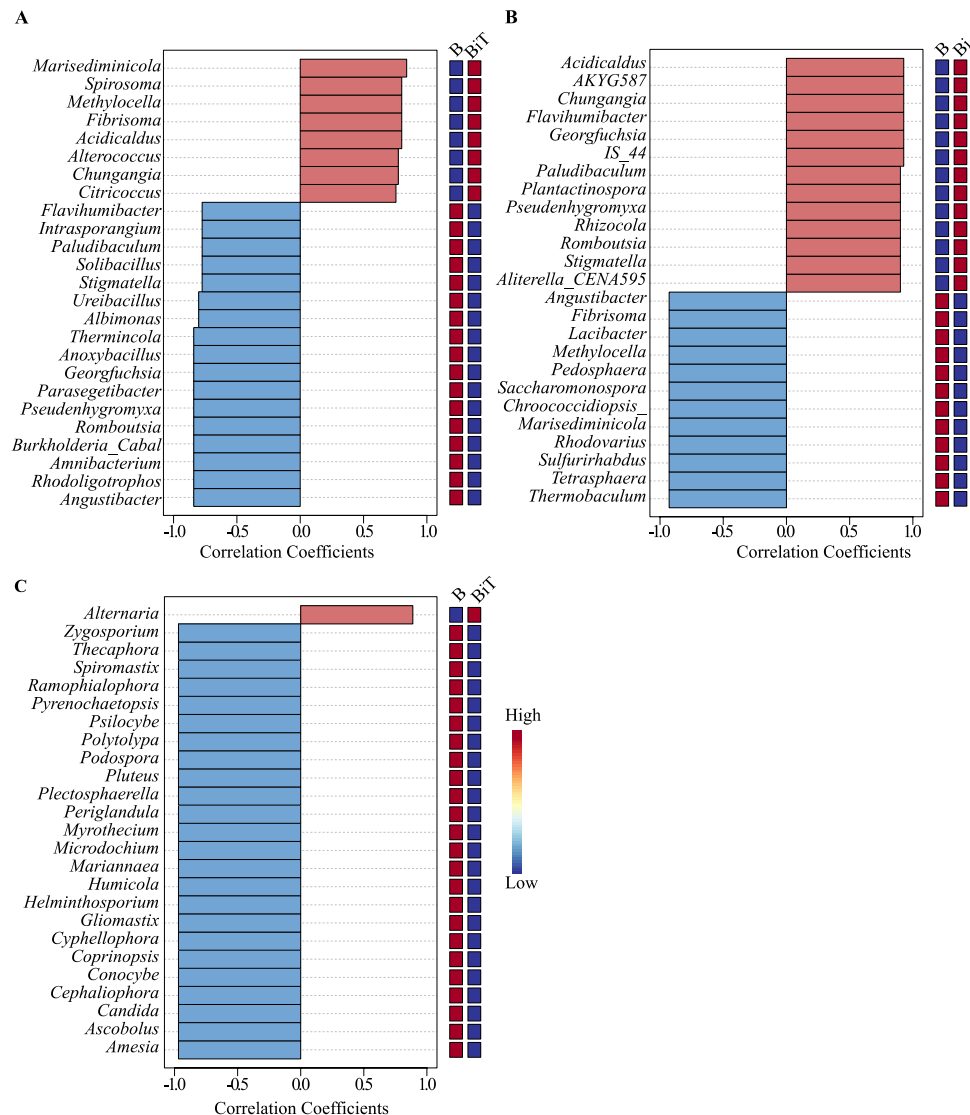 A
B BiT
Marisediminicola
Spirosoma
Methylocella
Fibrisoma
Acidicaldus
Alterococcus
Chungangia
Citricoccus
Flavihumibacter
Intrasporangium
Paludibaculum
Solibacillus
Stigmatella
Ureibacillus
Albimonas
Thermincola
Anoxybacillus
Georgfuchsia
Parasegetibacter
Pseudenhygromyxa
Romboutsia
Burkholderia_Cabal
Amnibacterium
Rhodoligotrophos
Angustibacter
-1.0 -0.5 0.0 0.5 1.0
Correlation Coefficients
B
B Bi
Acidicaldus
AKYG587
Chungangia
Flavihumibacter
Georgfuchsia
IS_44
Paludibaculum
Plantactinospora
Pseudenhygromyxa
Rhizocola
Romboutsia
Stigmatella
Aliterella_CENA595
Angustibacter
Fibrisoma
Lacibacter
Methylocella
Pedosphaera
Saccharomonospora
Chroococcidiopsis_
Marisediminicola
Rhodovarius
Sulfurirhabdus
Tetrasphaera
Thermobaculum
-1.0 -0.5 0.0 0.5 1.0
Correlation Coefficients
C
B BiT
Alternaria
Zygosporium
Thecaphora
Spiromastix
Ramophialophora
Pyrenochaetopsis
Psilocybe
Polytolypa
Podospora
Pluteus
Plectosphaerella
Periglandula
Myrothecium
Microdochium
Mariannaea
Humicola
Helminthosporium
Gliomastix
Cyphellophora
Coprinopsis
Conocybe
Cephaliophora
Candida
Ascobolus
Amesia
-1.0 -0.5 0.0 0.5 1.0
Correlation Coefficients
High
Low